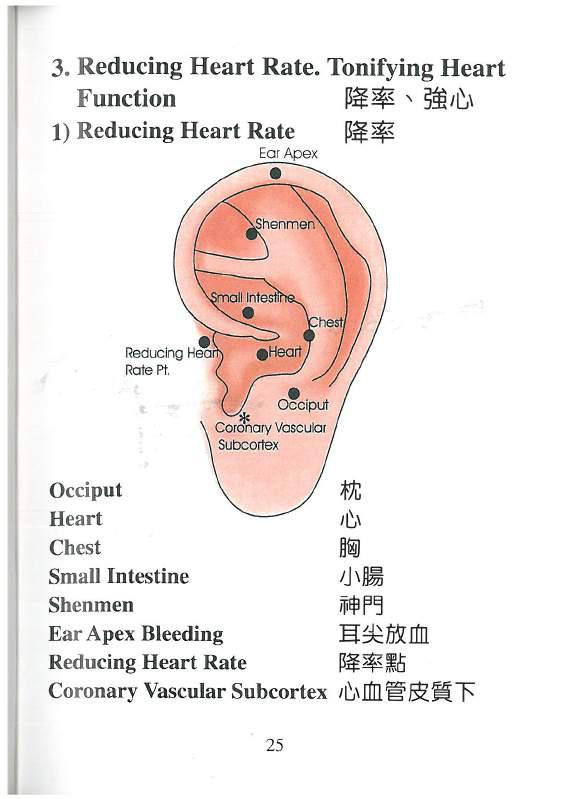 3. Reducing Heart Rate. Tonifying Heart
Function 降率、強心
1) Reducing Heart Rate 降率
Ear Apex
Shenmen
Small Intestine
Chest
Reducing Heart
Rate Pt.
Heart
Occiput
*
Coronary Vascular
Subcortex
Occiput 枕
Heart 心
Chest 胸
Small Intestine 小腸
Shenmen 神門
Ear Apex Bleeding 耳尖放血
Reducing Heart Rate 降率點
Coronary Vascular Subcortex 心血管皮質下
25